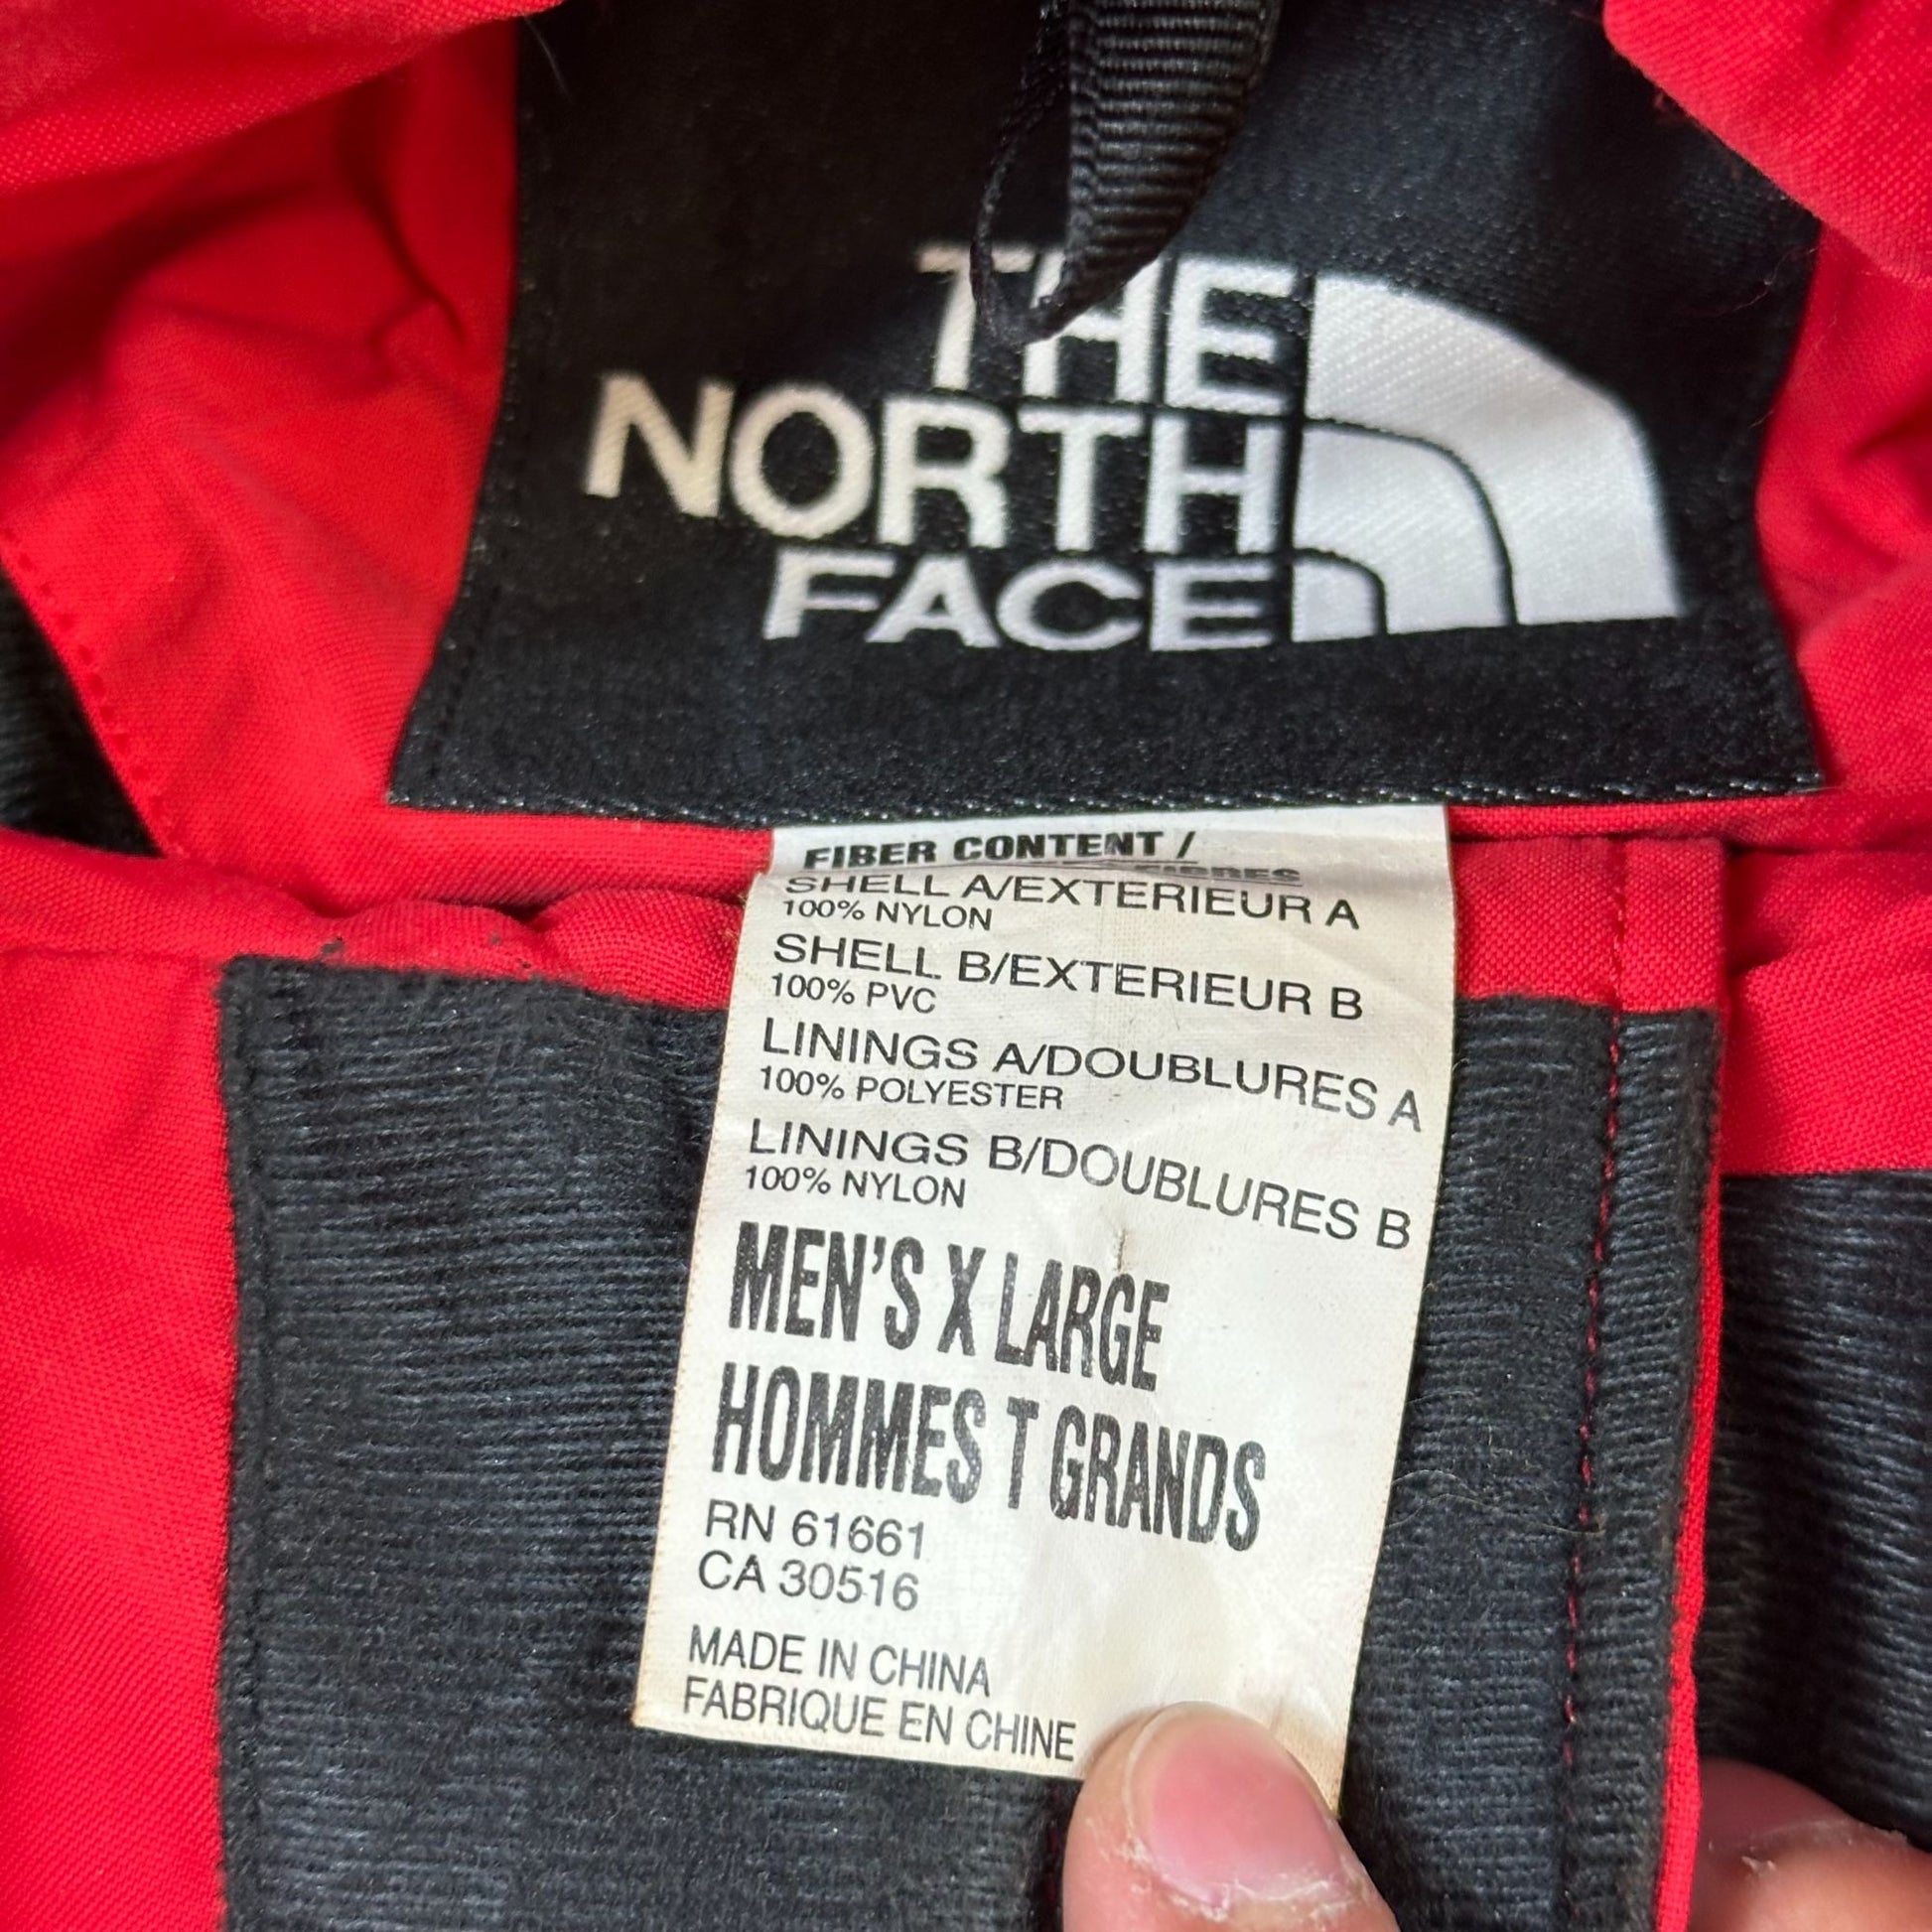 THE
NORTH
FACE
FIBER CONTENT /
SHELL A/EXTERIEUR A
100% NYLON
SHELL B/EXTERIEUR B
100% PVC
LININGS A/DOUBLURES A
100% POLYESTER
LININGS B/DOUBLURES B
100% NYLON
MEN'S X LARGE
HOMMES T GRANDS
RN 61661
CA 30516
MADE IN CHINA
FABRIQUE EN CHINE